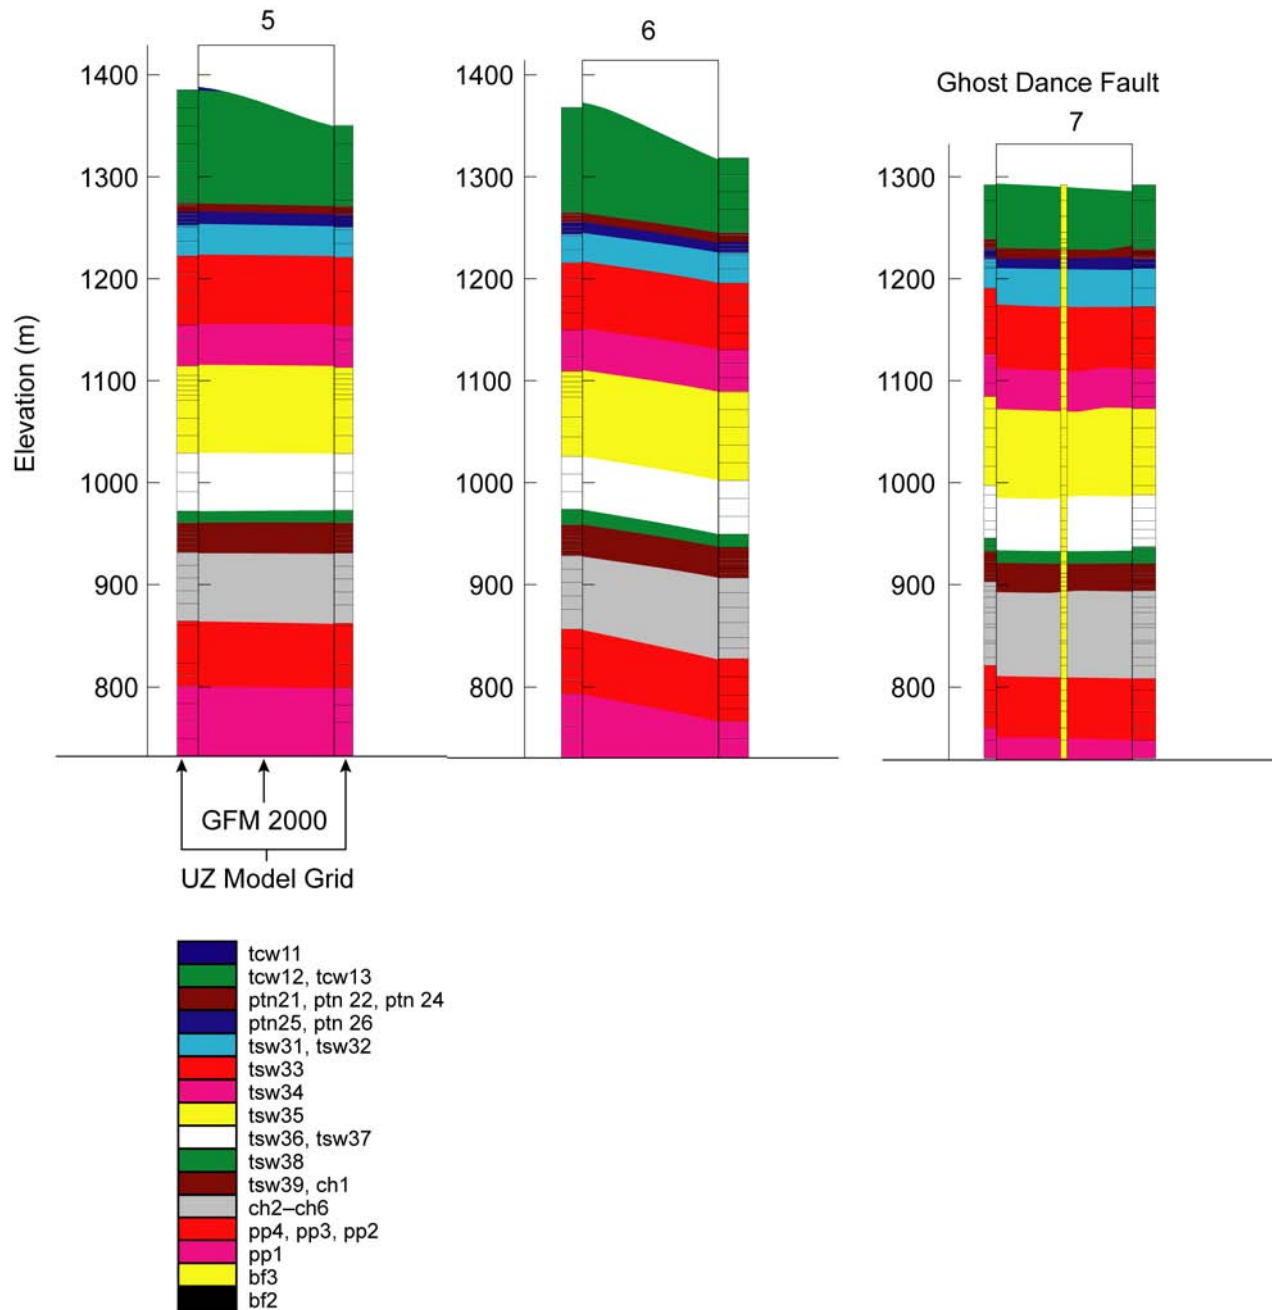 5
6
Ghost Dance Fault
7
Elevation (m)
1400
1300
1200
1100
1000
900
800
1400
1300
1200
1100
1000
900
800
1300
1200
1100
1000
900
800
GFM 2000
UZ Model Grid
tcw11
tcw12, tcw13
ptn21, ptn 22, ptn 24
ptn25, ptn 26
tsw31, tsw32
tsw33
tsw34
tsw35
tsw36, tsw37
tsw38
tsw39, ch1
ch2–ch6
pp4, pp3, pp2
pp1
bf3
bf2